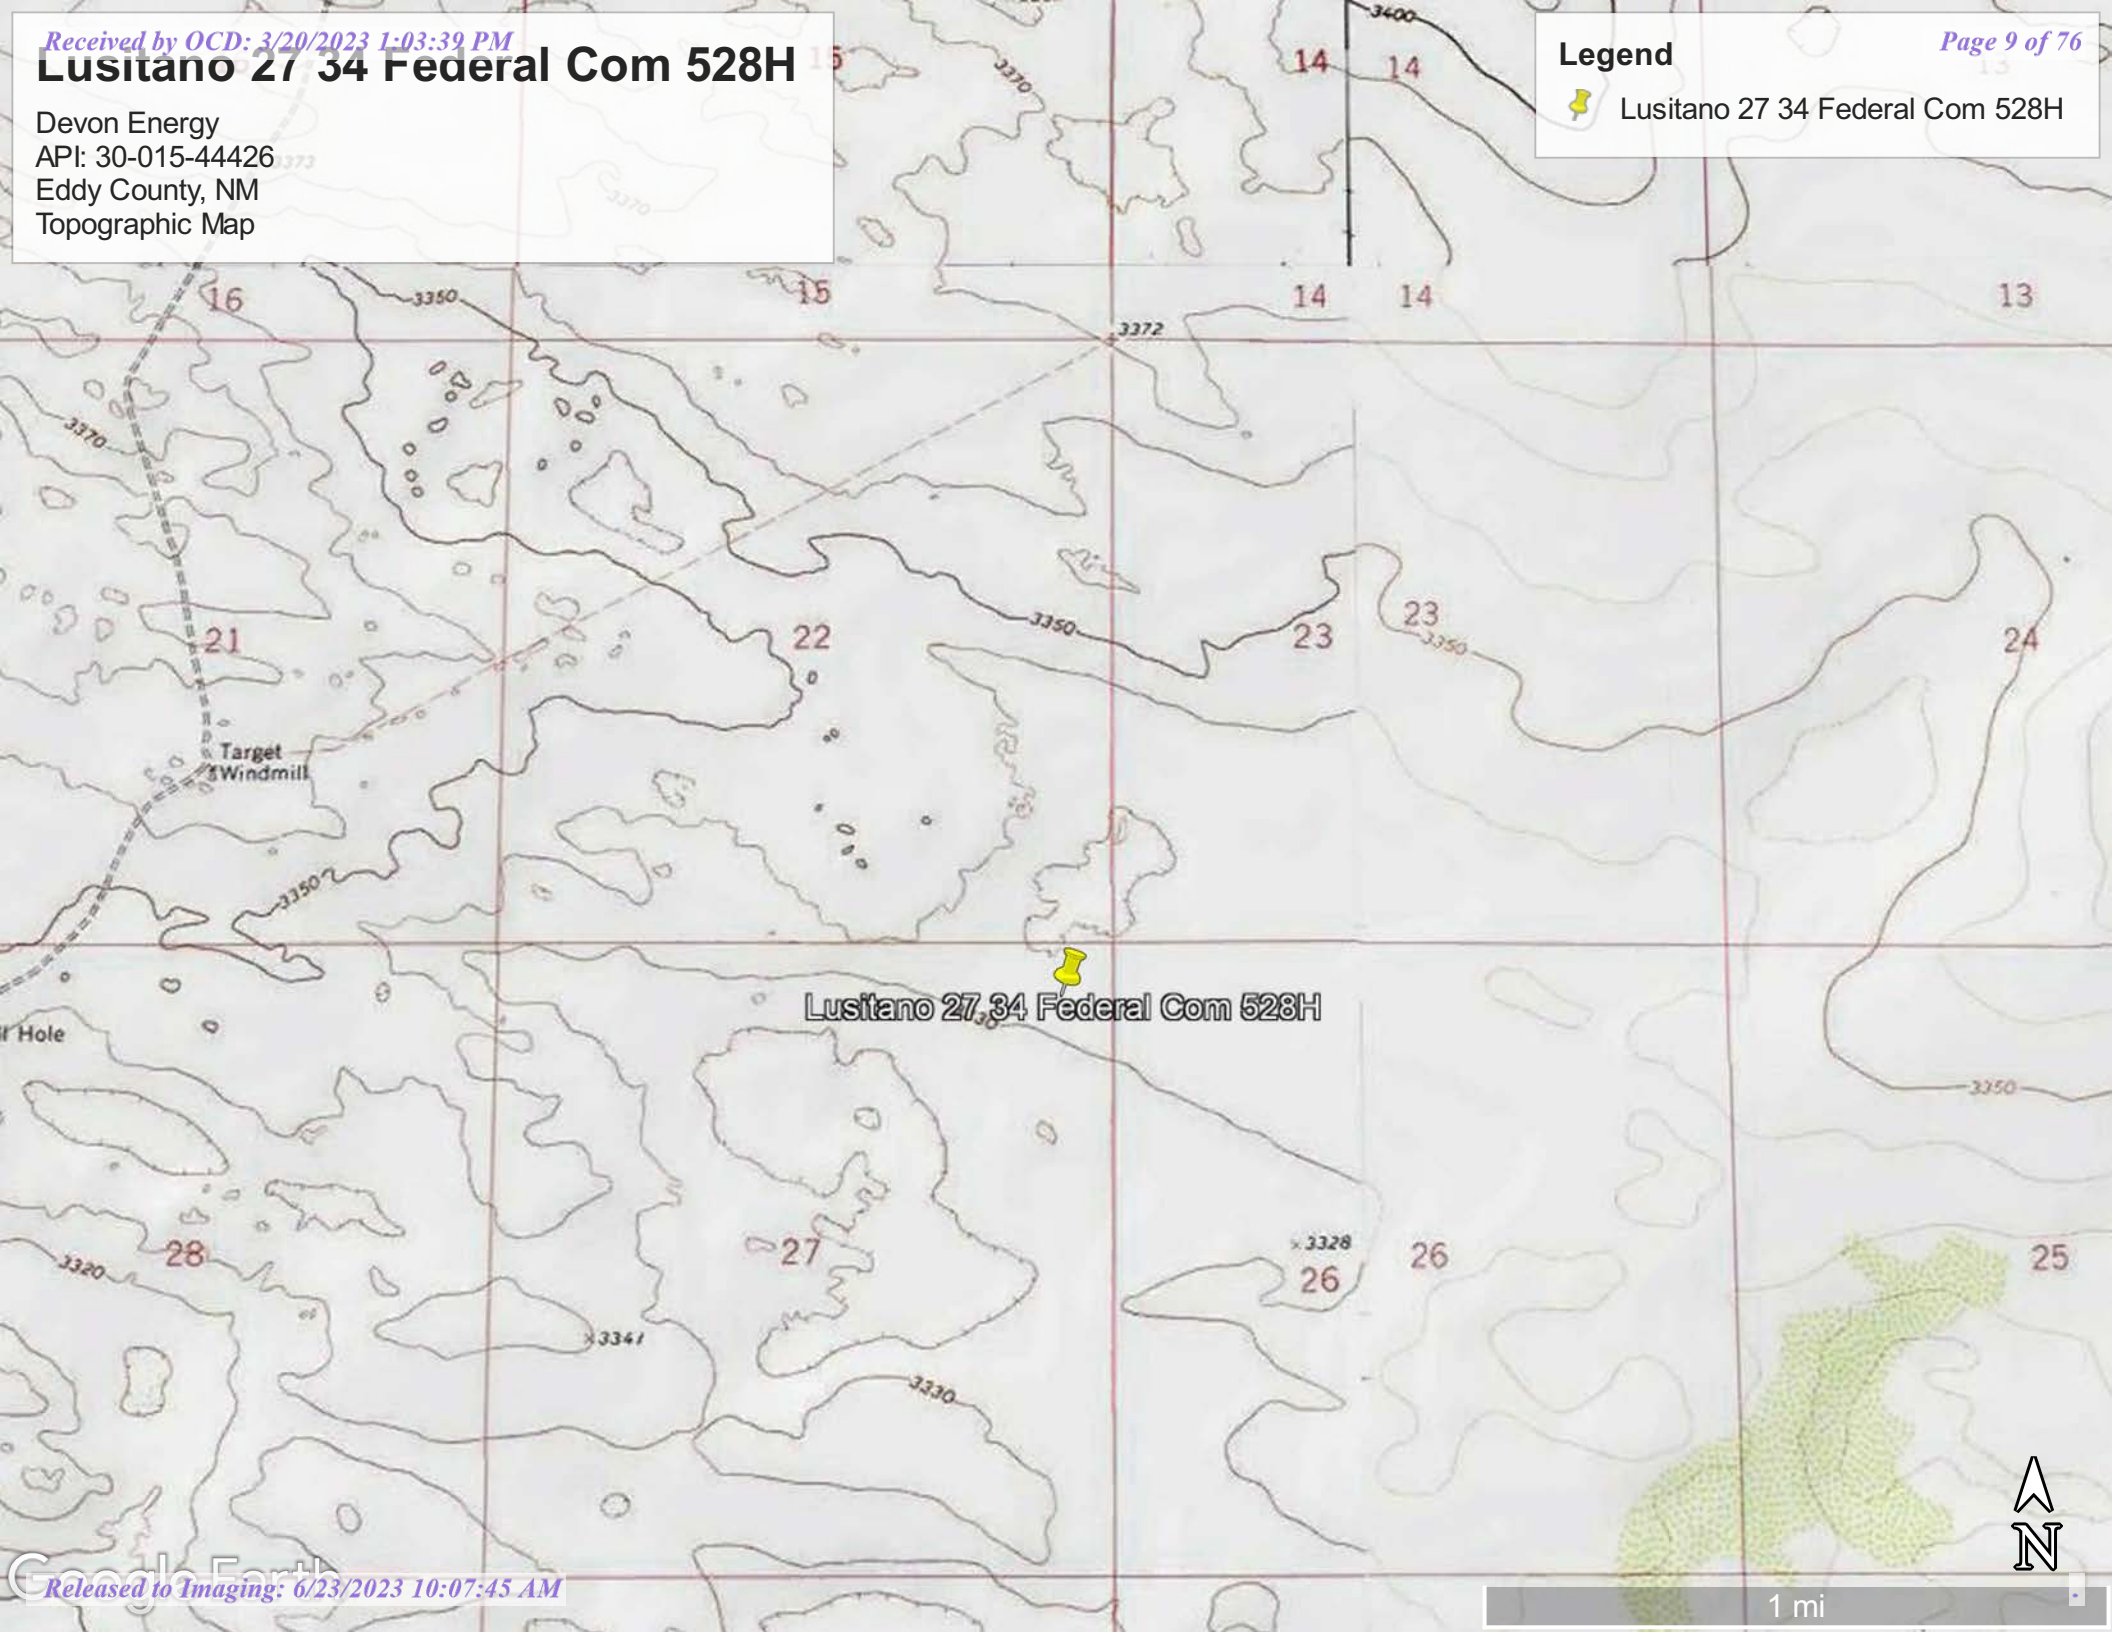 Received by OCD: 3/20/2023 1:03:39 PM
Page 9 of 76
Lusitano 27 34 Federal Com 528H
Devon Energy
API: 30-015-44426
Eddy County, NM
Topographic Map
Legend
Lusitano 27 34 Federal Com 528H
3400
15
14
14
13
3370
3373
3370
16
3350
15
14
14
13
3372
3370
21
22
3350
23
23
3350
24
Target
Windmill
3350
Lusitano 27 34 Federal Com 528H
Hole
3350
28
3320
27
3328
26
26
25
3341
3330
N
Google Earth
Released to Imaging: 6/23/2023 10:07:45 AM
1 mi